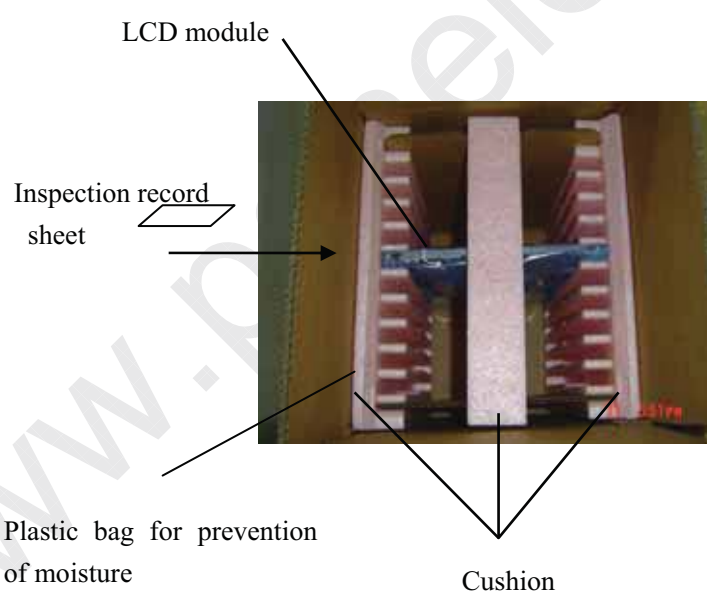 LCD module
Inspection record
sheet
Plastic bag for prevention
of moisture
Cushion